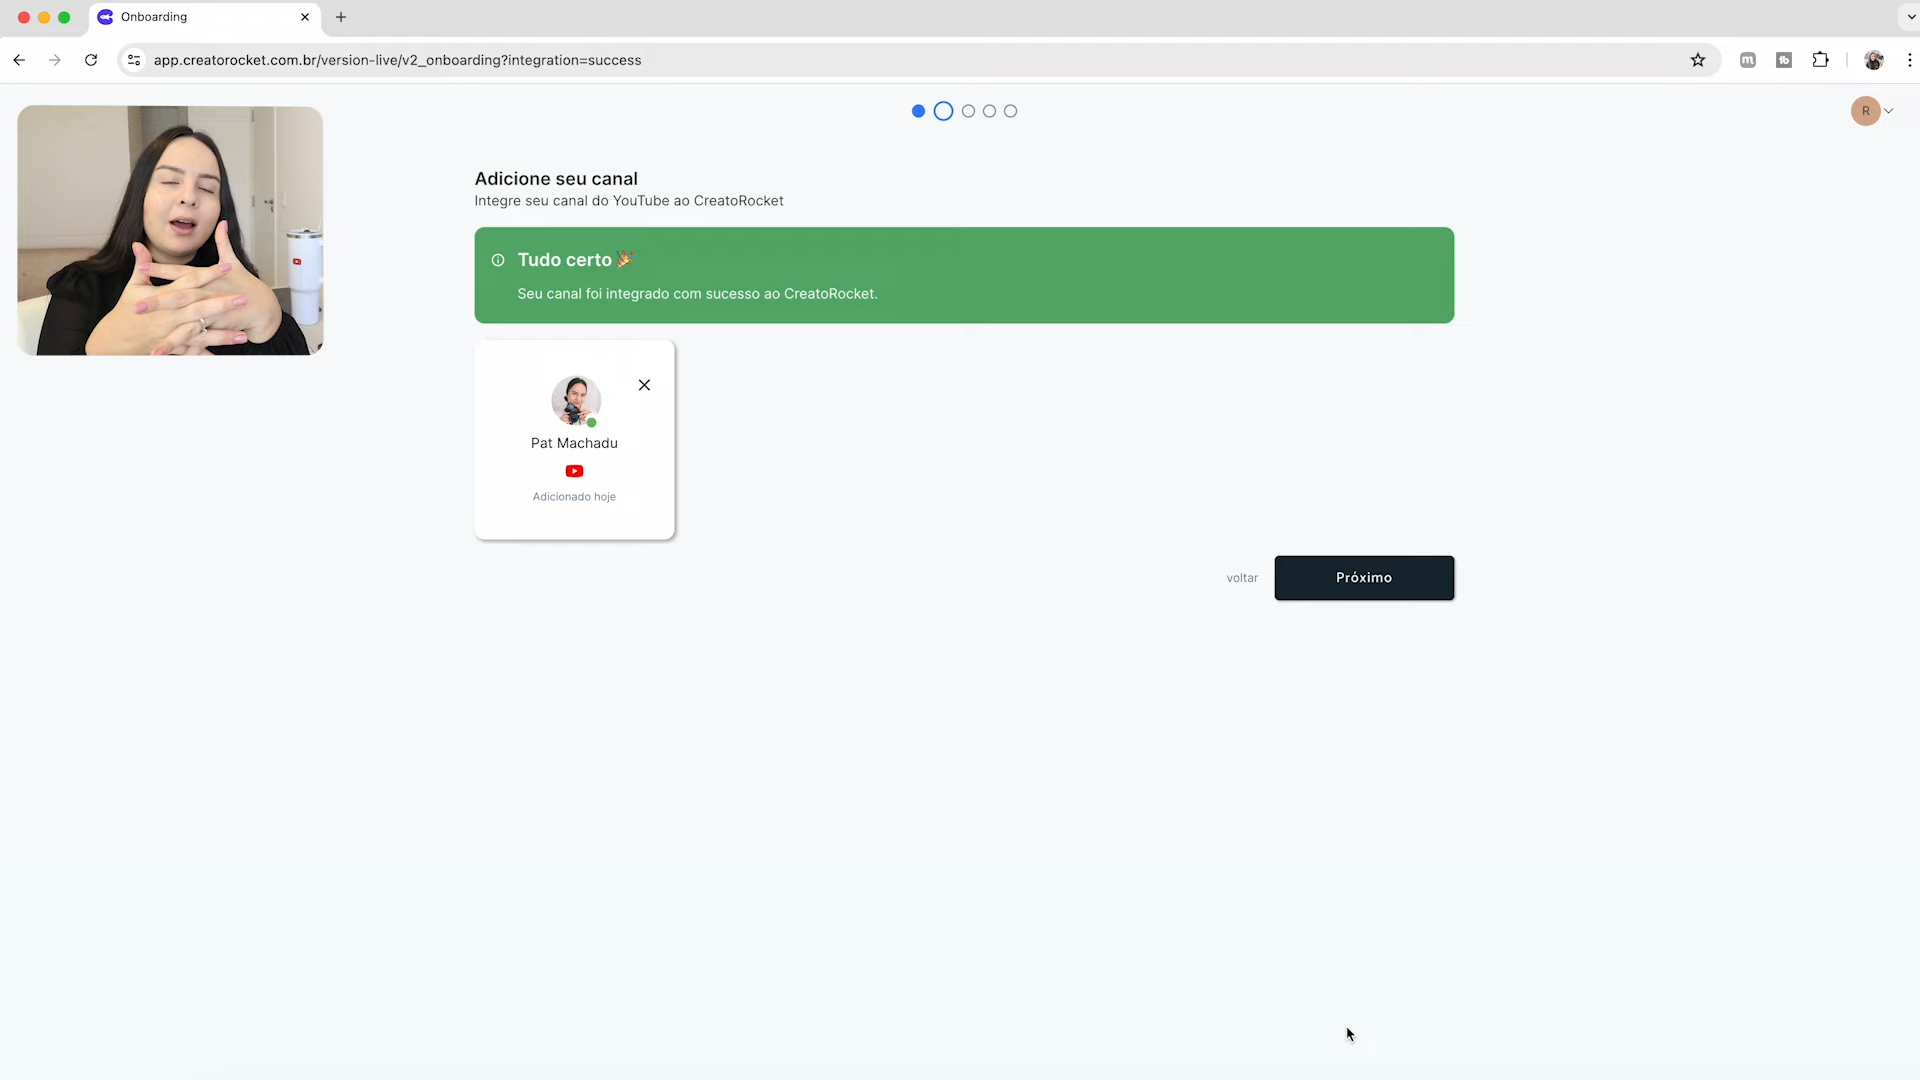 Onboarding
app.creatorocket.com.br/version-live/v2_onboarding?integration=success
m
tb
R
Adicione seu canal
Integre seu canal do YouTube ao CreatoRocket
Tudo certo 🎉
Seu canal foi integrado com sucesso ao CreatoRocket.
Pat Machadu
Adicionado hoje
voltar
Próximo